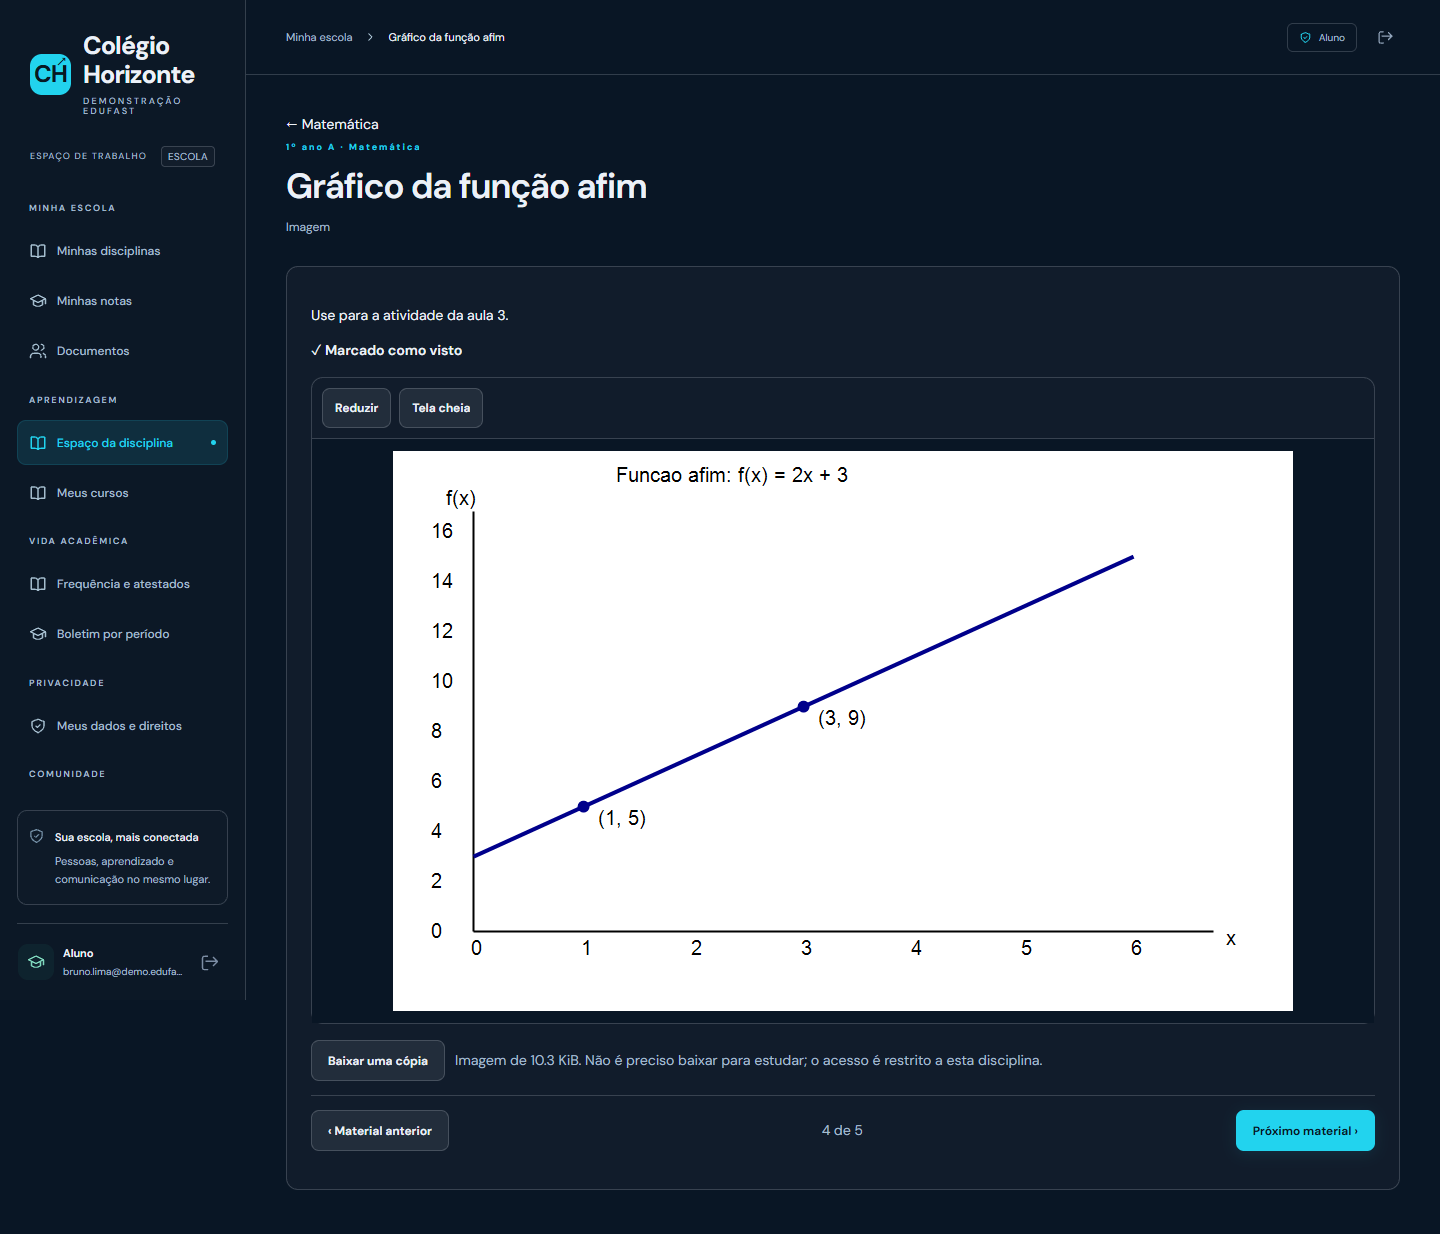 CH
Colégio
Horizonte
DEMONSTRAÇÃO
EDUFAST
ESPAÇO DE TRABALHO ESCOLA
MINHA ESCOLA
Minhas disciplinas
Minhas notas
Documentos
APRENDIZAGEM
Espaço da disciplina
Meus cursos
VIDA ACADÊMICA
Frequência e atestados
Boletim por período
PRIVACIDADE
Meus dados e direitos
COMUNIDADE
Sua escola, mais conectada
Pessoas, aprendizado e
comunicação no mesmo lugar.
Aluno
bruno.lima@demo.edufa...
Minha escola > Gráfico da função afim
Aluno
← Matemática
1º ano A · Matemática
Gráfico da função afim
Imagem
Use para a atividade da aula 3.
✓ Marcado como visto
Reduzir Tela cheia
Funcao afim: f(x) = 2x + 3
f(x)
16
14
12
10
8
6
4
2
0
(3, 9)
(1, 5)
0 1 2 3 4 5 6 x
Baixar uma cópia Imagem de 10.3 KiB. Não é preciso baixar para estudar; o acesso é restrito a esta disciplina.
‹ Material anterior 4 de 5 Próximo material ›